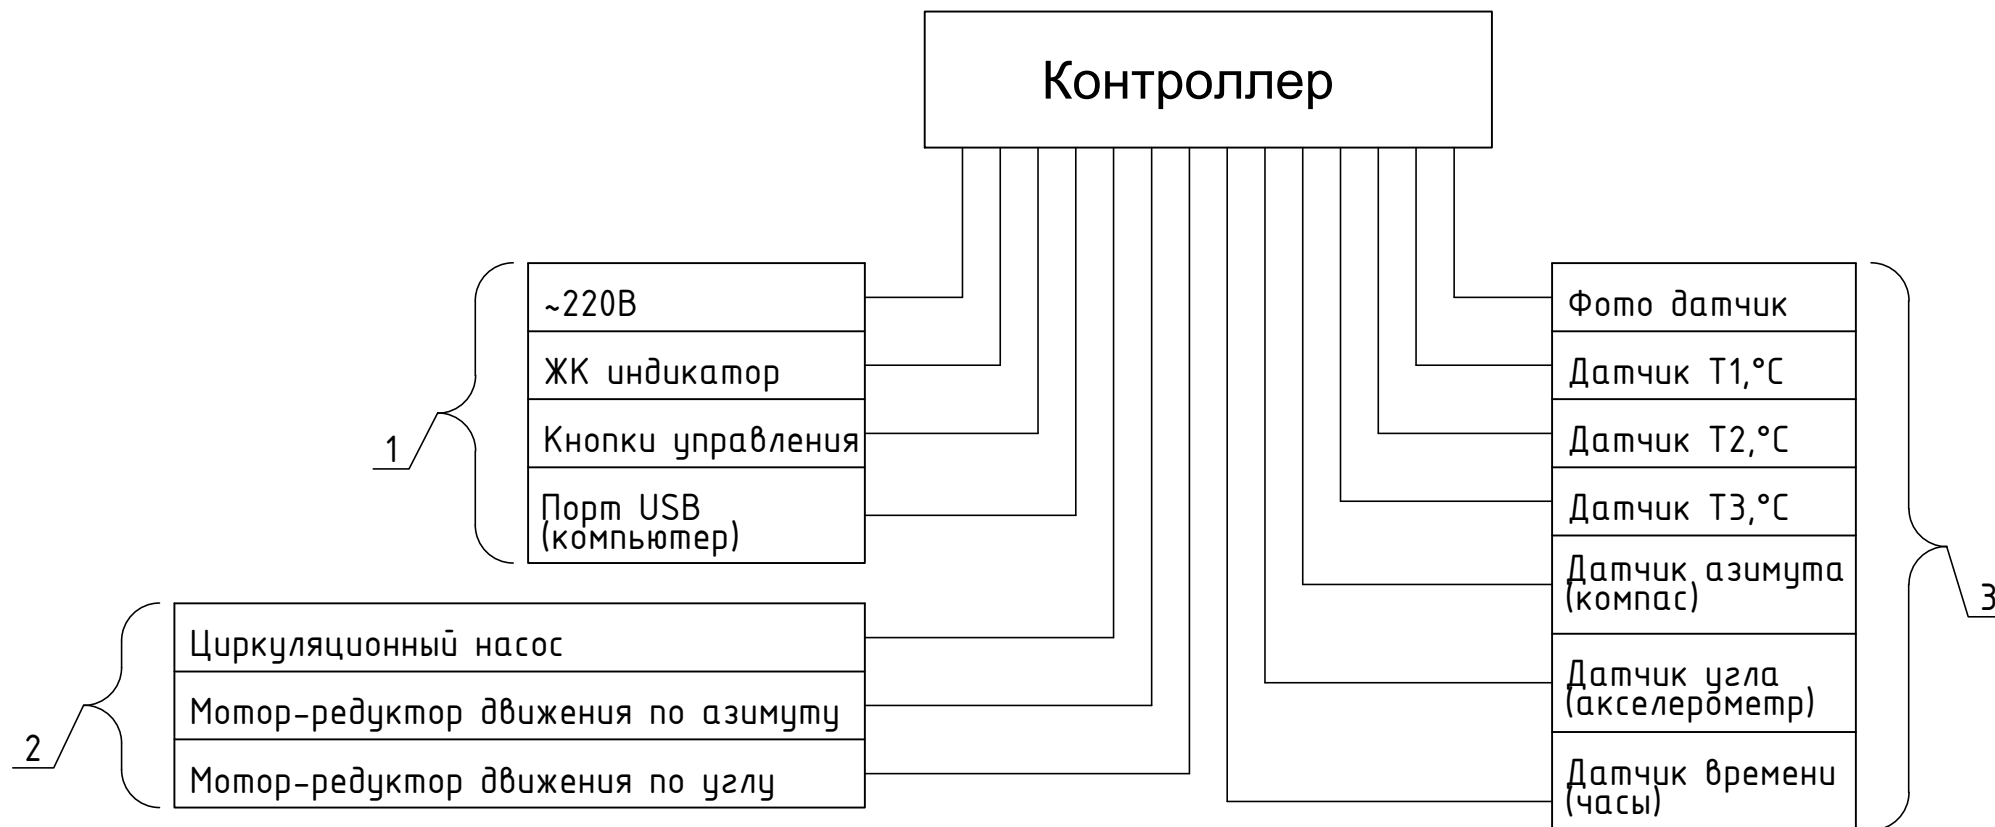 Контроллер
~220В
ЖК индикатор
Кнопки управления
Порт USB
(компьютер)
1
Циркуляционный насос
Мотор-редуктор движения по азимуту
Мотор-редуктор движения по углу
2
Фото датчик
Датчик Т1,°С
Датчик Т2,°С
Датчик Т3,°С
Датчик азимута
(компас)
Датчик угла
(акселерометр)
Датчик времени
(часы)
3